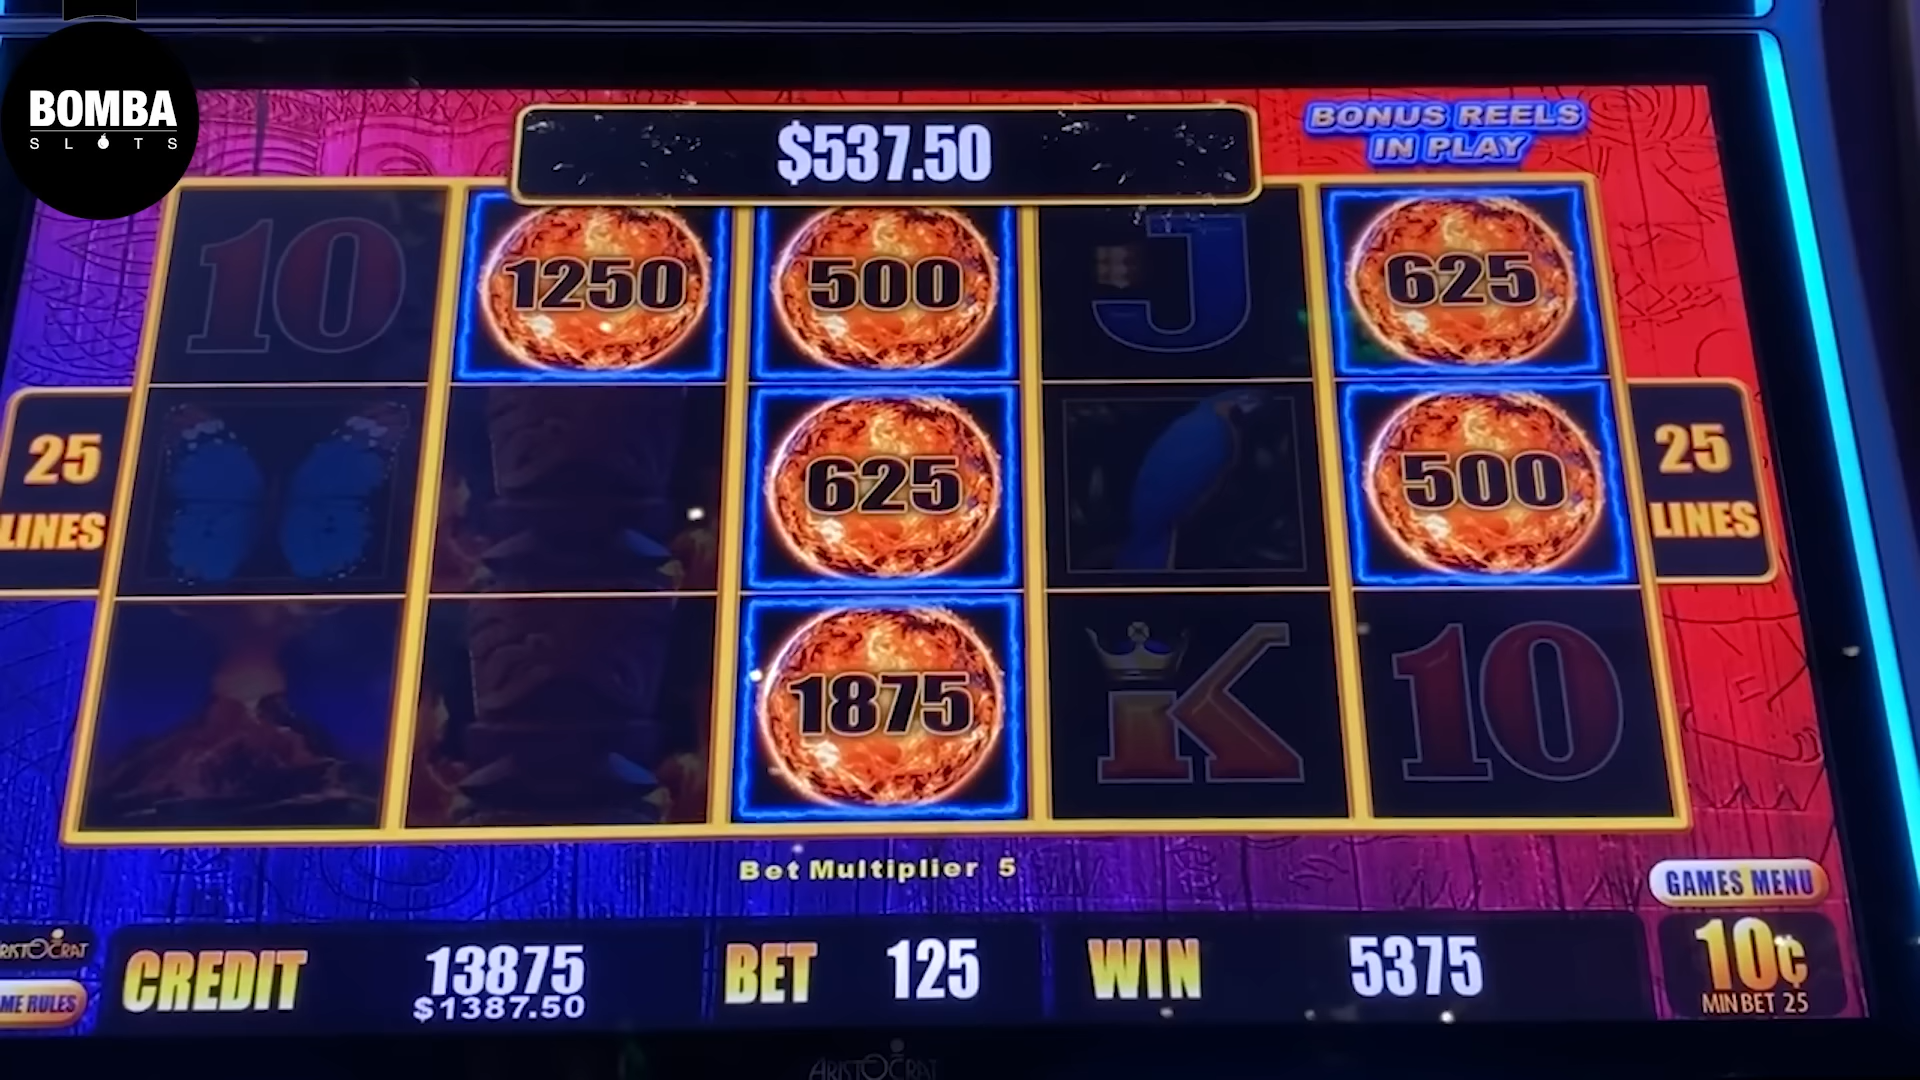 BOMBA
SLOTS
$537.50
BONUS REELS
IN PLAY
10
1250
500
J
625
25
LINES
625
500
25
LINES
1875
K
10
Bet Multiplier 5
GAMES MENU
CREDIT 13875
$1387.50
BET 125
WIN 5375
10¢
MIN BET 25
ARISTOCRAT